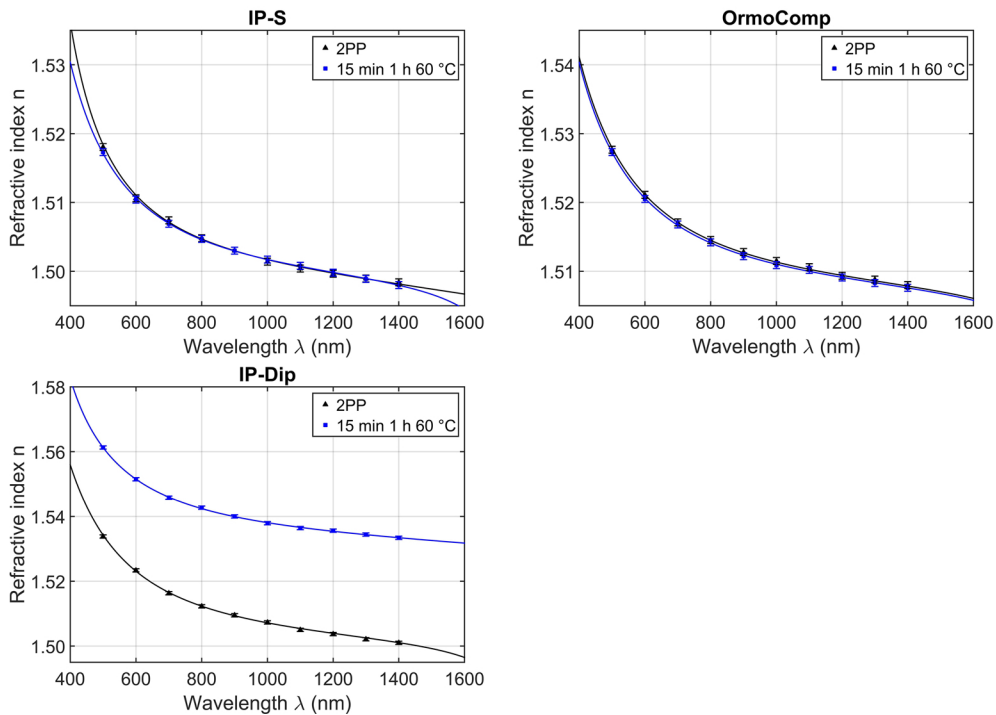 IP-S
1.53
1.52
1.51
1.50
Refractive index n
2PP
15 min 1 h 60 °C
400 600 800 1000 1200 1400 1600
Wavelength λ (nm)
OrmoComp
1.54
1.53
1.52
1.51
Refractive index n
2PP
15 min 1 h 60 °C
400 600 800 1000 1200 1400 1600
Wavelength λ (nm)
IP-Dip
1.58
1.56
1.54
1.52
1.50
Refractive index n
2PP
15 min 1 h 60 °C
400 600 800 1000 1200 1400 1600
Wavelength λ (nm)